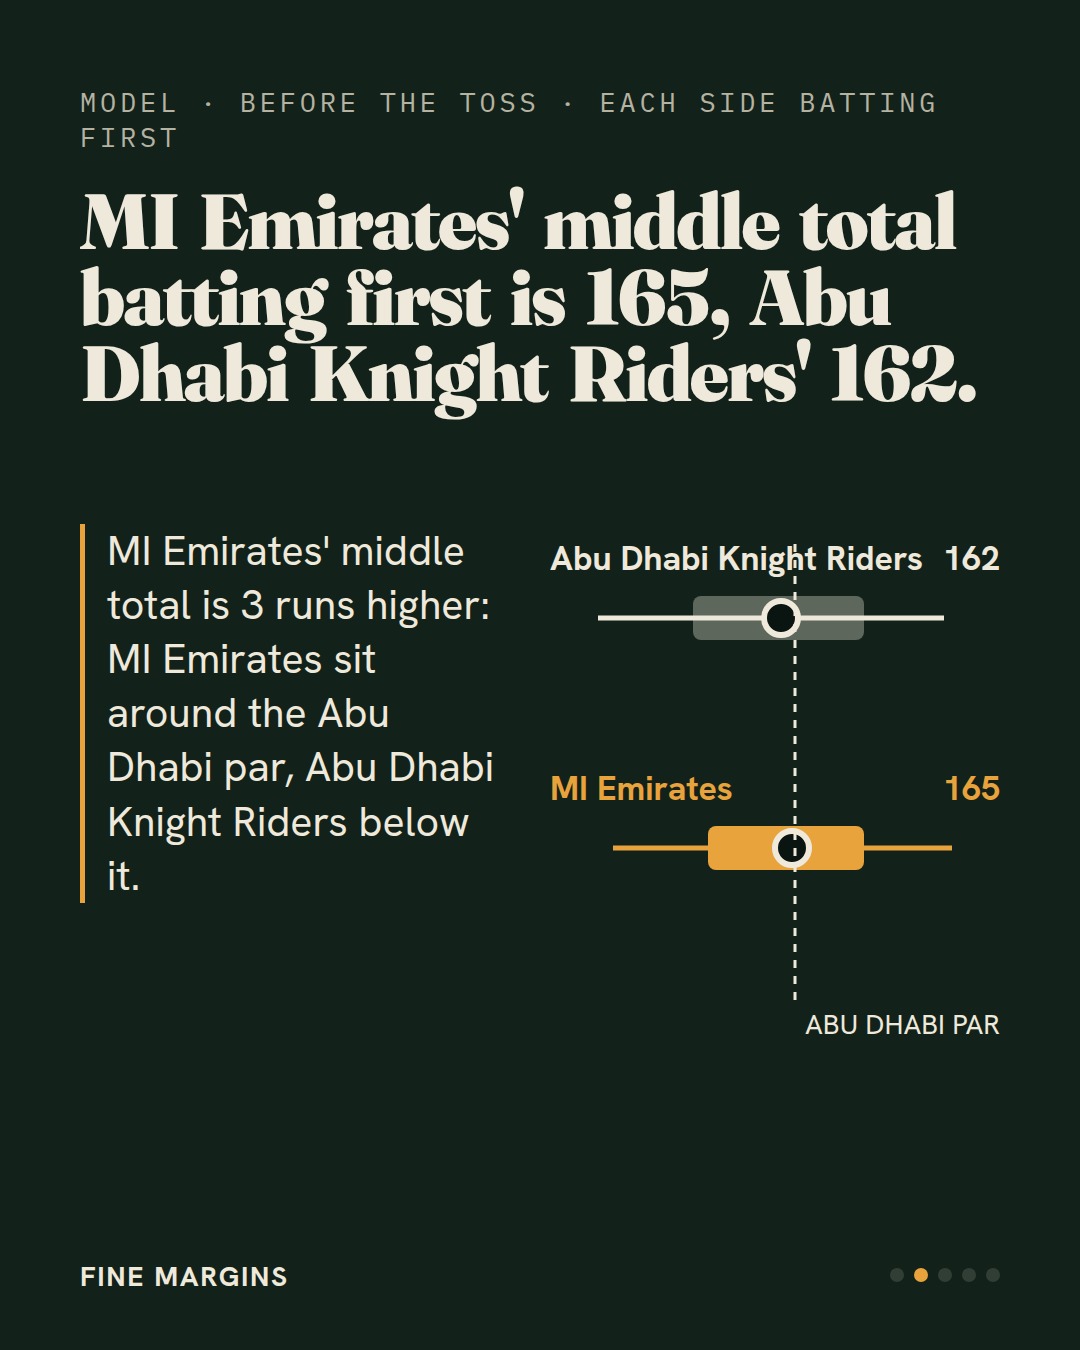 MODEL · BEFORE THE TOSS · EACH SIDE BATTING
FIRST
MI Emirates' middle total
batting first is 165, Abu
Dhabi Knight Riders' 162.
MI Emirates' middle
total is 3 runs higher:
MI Emirates sit
around the Abu
Dhabi par, Abu Dhabi
Knight Riders below
it.
Abu Dhabi Knight Riders 162
MI Emirates 165
ABU DHABI PAR
FINE MARGINS